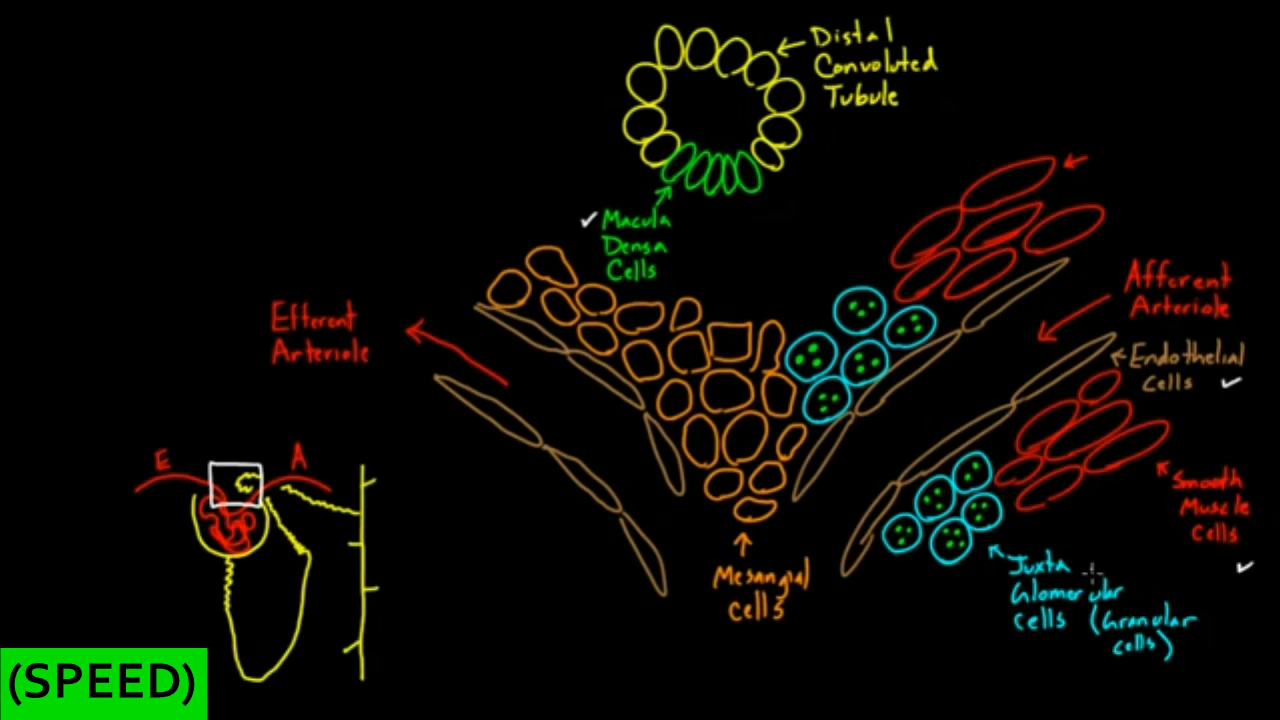 Distal
Convoluted
Tubule
Macula
Densa
Cells
Efferent
Arteriole
Afferent
Arteriole
Endothelial
Cells
E
A
Smooth
Muscle
Cells
Mesangial
Cells
Juxta
Glomerular
Cells (Granular
Cells)
(SPEED)